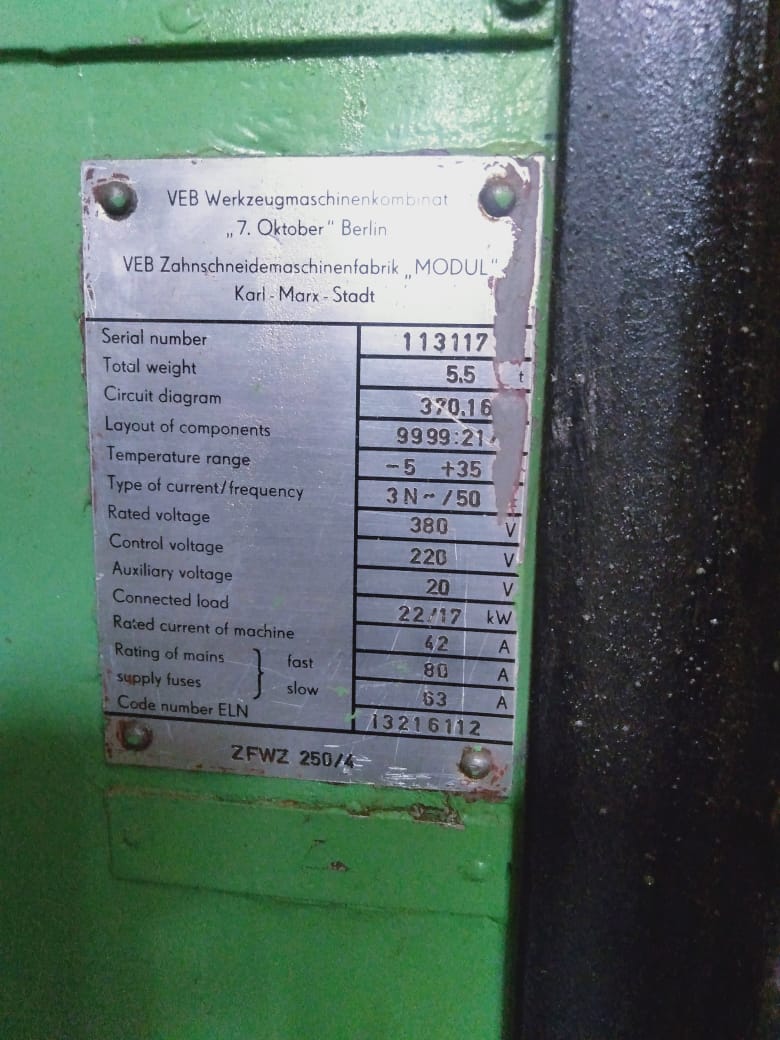 VEB Werkzeugmaschinenkombinat
„7. Oktober“ Berlin
VEB Zahnschneidemaschinenfabrik „MODUL“
Karl-Marx-Stadt
Serial number 113117
Total weight 5.5 t
Circuit diagram 370.16
Layout of components
Temperature range -5 +35
Type of current/frequency 3N~/50
Rated voltage 380 V
Control voltage 220 V
Auxiliary voltage 20 V
Connected load 22/17 kW
Rated current of machine 42 A
Rating of mains supply fuses } fast 80 A
slow 63 A
Code number ELN 13216112
ZFWZ 250/4